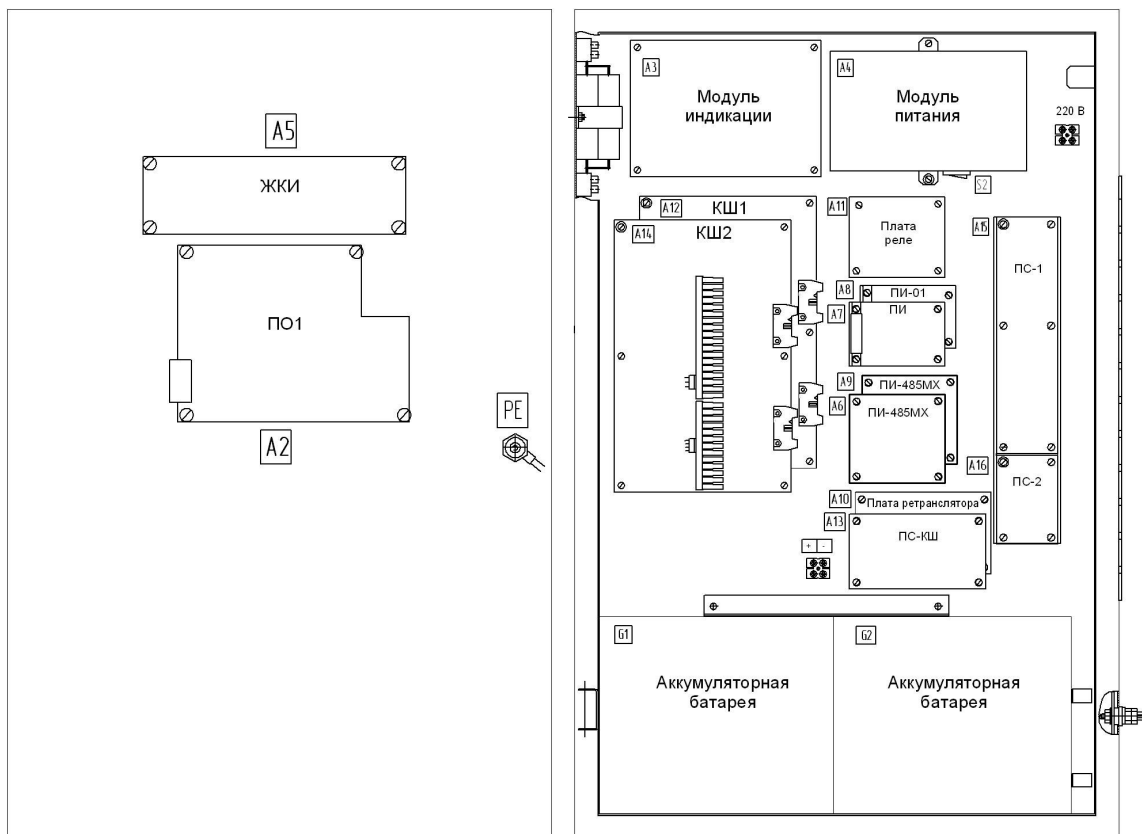 A5
ЖКИ
ПО1
A2
PE
A3
Модуль
индикации
A4
Модуль
питания
220 В
S2
A12
КШ1
A14
КШ2
A11
Плата
реле
A15
ПС-1
A8
ПИ-01
A7
ПИ
A9
ПИ-485МХ
A6
ПИ-485МХ
A16
ПС-2
A10
Плата ретранслятора
A13
ПС-КШ
+ -
G1
Аккумуляторная
батарея
G2
Аккумуляторная
батарея